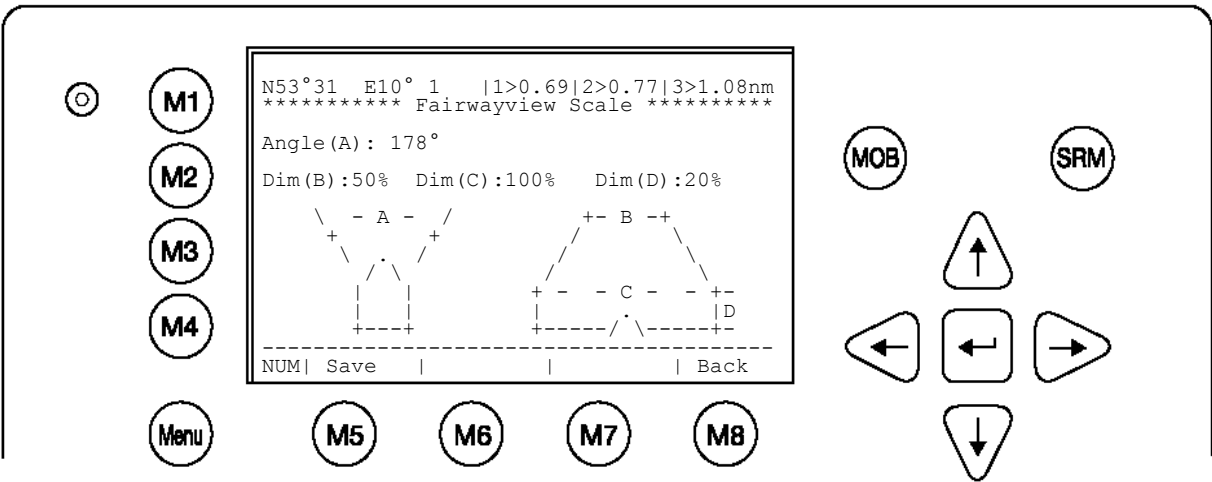 N53°31  E10° 1   |1>0.69|2>0.77|3>1.08nm
*********** Fairwayview Scale **********
Angle(A): 178°
Dim(B):50%  Dim(C):100%   Dim(D):20%
- A -
+- B -+
- - C - -
D
NUM| Save   |         |         | Back
M1
M2
M3
M4
Menu
M5 M6 M7 M8
MOB SRM